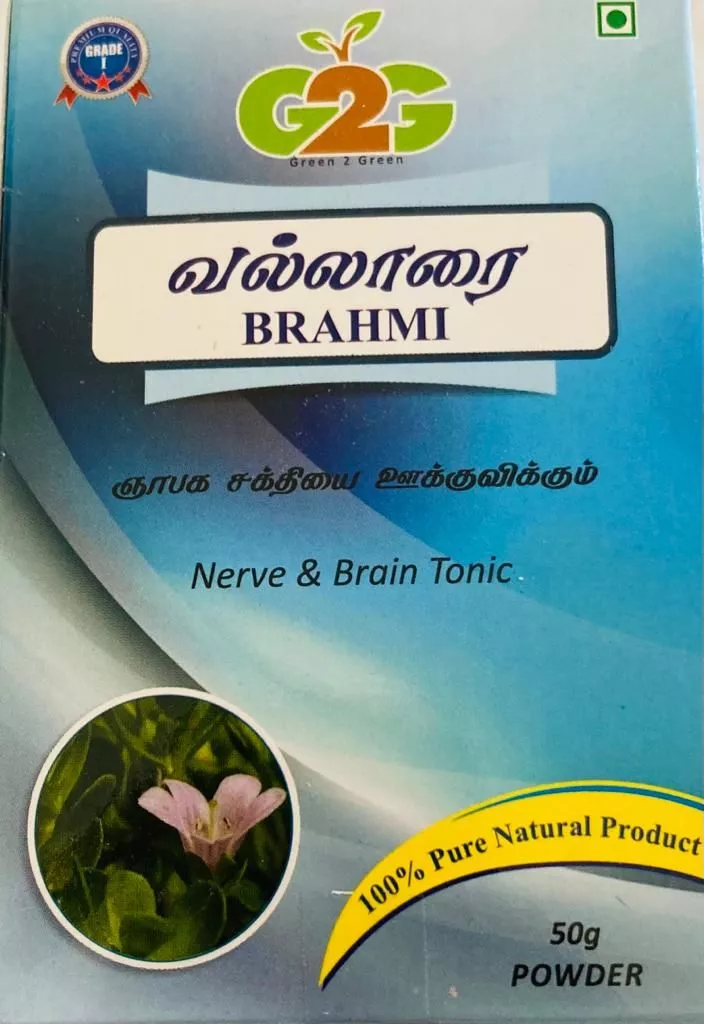 PREMIUM QUALITY
GRADE
I
G2G
Green 2 Green
வல்லாரை
BRAHMI
ஞாபக சக்தியை ஊக்குவிக்கும்
Nerve & Brain Tonic
100% Pure Natural Product
50g
POWDER